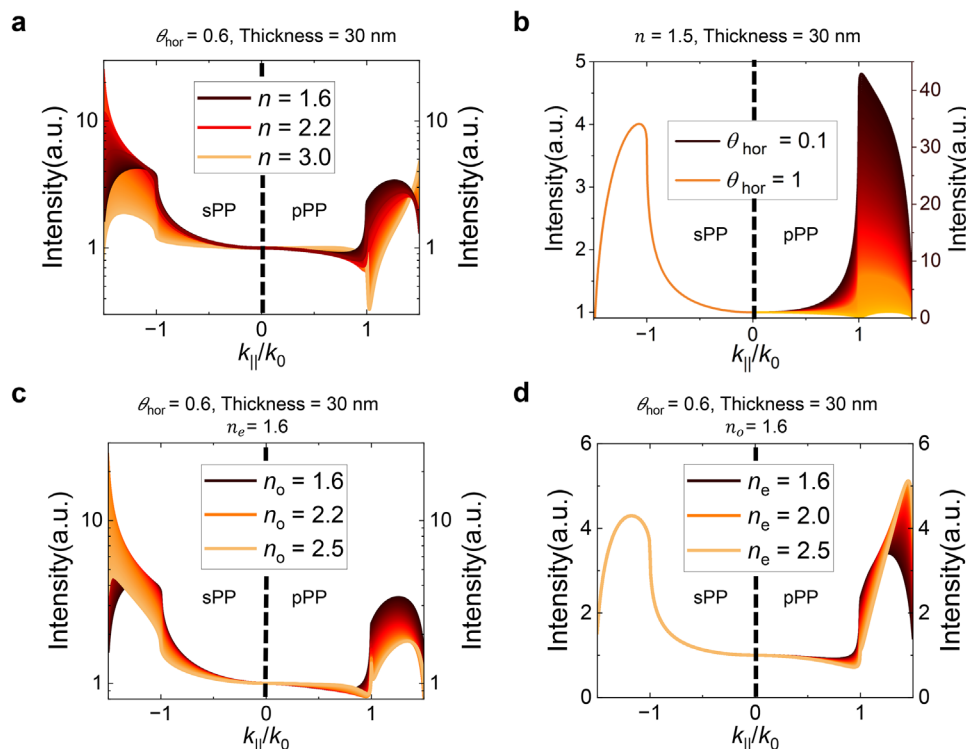 a
θhor = 0.6, Thickness = 30 nm
Intensity(a.u.)
10
1
n = 1.6
n = 2.2
n = 3.0
sPP
pPP
10
1
Intensity(a.u.)
−1
0
1
k||/k0
b
n = 1.5, Thickness = 30 nm
Intensity(a.u.)
5
4
3
2
1
θ hor = 0.1
θ hor = 1
sPP
pPP
40
30
20
10
0
Intensity(a.u.)
−1
0
1
k||/k0
c
θhor = 0.6, Thickness = 30 nm
ne = 1.6
Intensity(a.u.)
10
1
no = 1.6
no = 2.2
no = 2.5
sPP
pPP
10
1
Intensity(a.u.)
−1
0
1
k||/k0
d
θhor = 0.6, Thickness = 30 nm
no = 1.6
Intensity(a.u.)
6
4
2
0
ne = 1.6
ne = 2.0
ne = 2.5
sPP
pPP
6
5
4
3
2
1
0
Intensity(a.u.)
−1
0
1
k||/k0